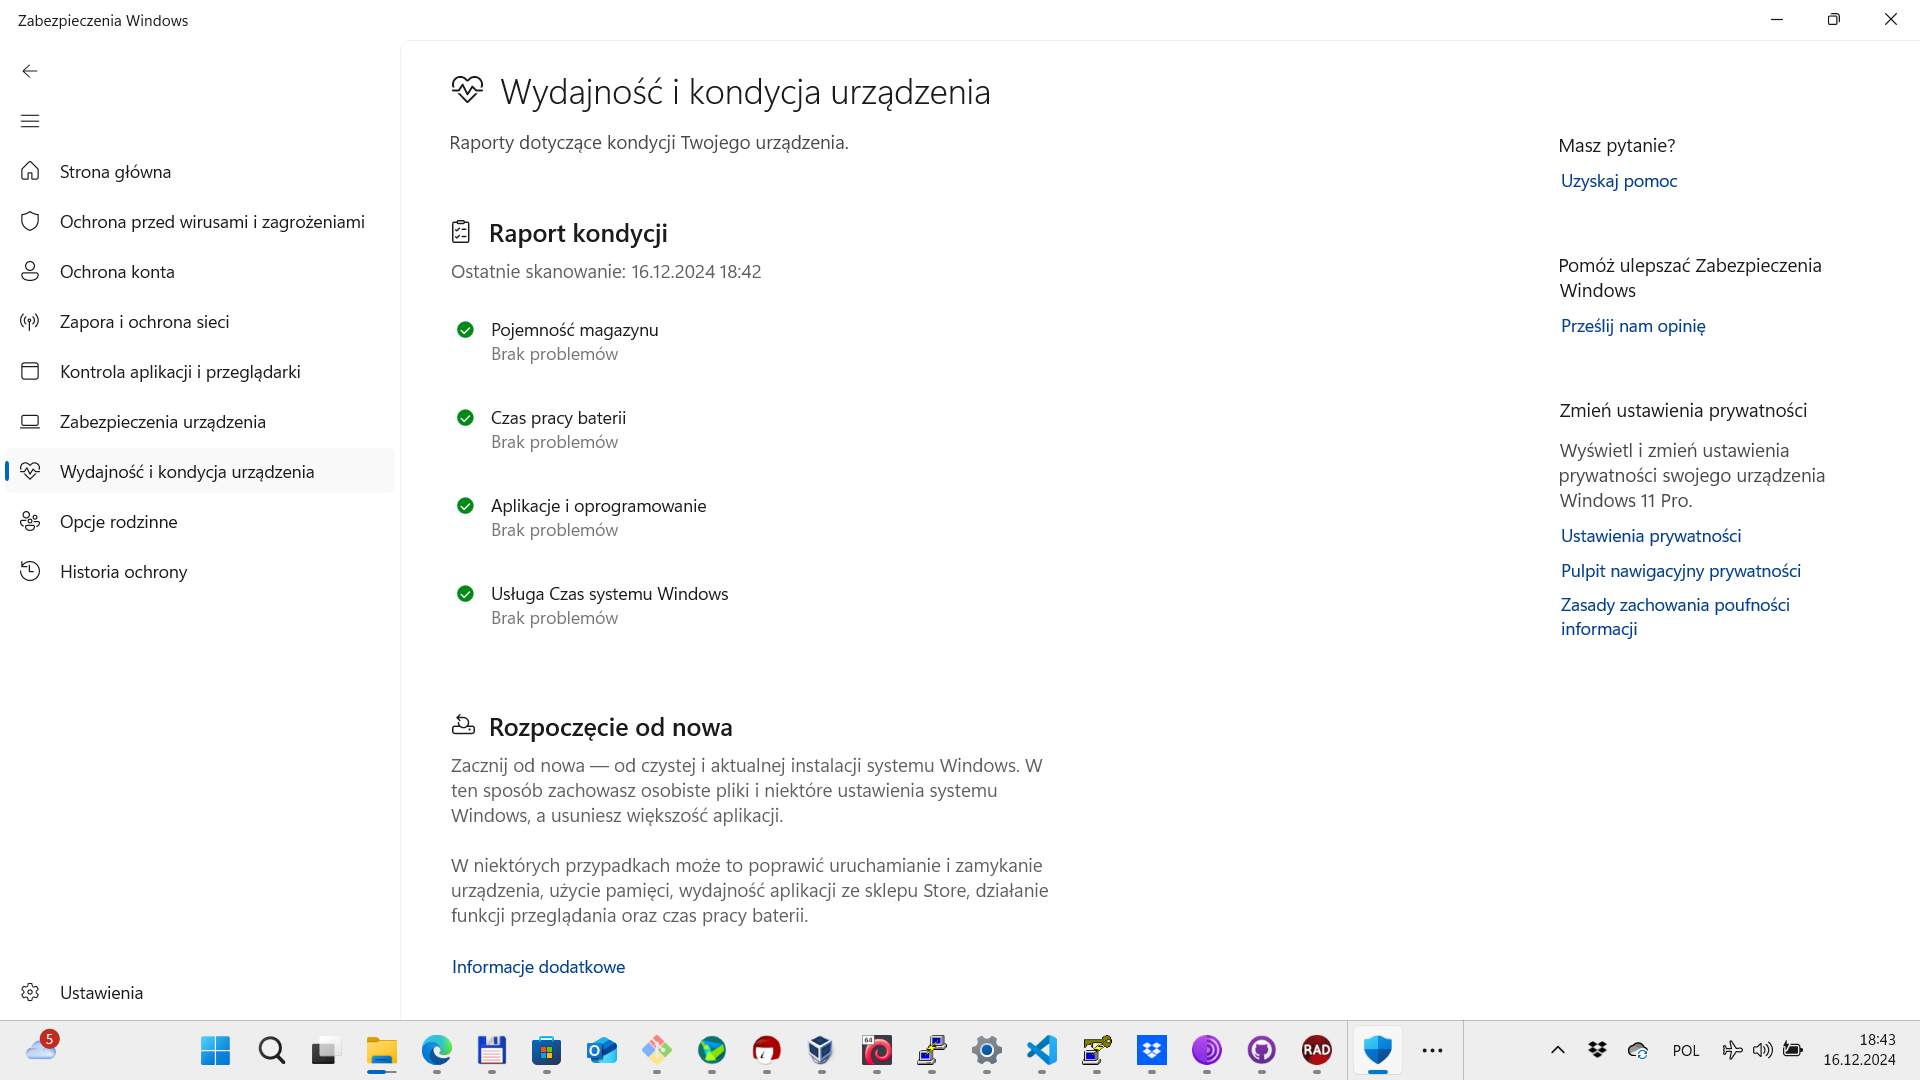 Zabezpieczenia Windows
Strona główna
Ochrona przed wirusami i zagrożeniami
Ochrona konta
Zapora i ochrona sieci
Kontrola aplikacji i przeglądarki
Zabezpieczenia urządzenia
Wydajność i kondycja urządzenia
Opcje rodzinne
Historia ochrony
Ustawienia
Wydajność i kondycja urządzenia
Raporty dotyczące kondycji Twojego urządzenia.
Raport kondycji
Ostatnie skanowanie: 16.12.2024 18:42
Pojemność magazynu
Brak problemów
Czas pracy baterii
Brak problemów
Aplikacje i oprogramowanie
Brak problemów
Usługa Czas systemu Windows
Brak problemów
Rozpoczęcie od nowa
Zacznij od nowa — od czystej i aktualnej instalacji systemu Windows. W
ten sposób zachowasz osobiste pliki i niektóre ustawienia systemu
Windows, a usuniesz większość aplikacji.
W niektórych przypadkach może to poprawić uruchamianie i zamykanie
urządzenia, użycie pamięci, wydajność aplikacji ze sklepu Store, działanie
funkcji przeglądania oraz czas pracy baterii.
Informacje dodatkowe
Masz pytanie?
Uzyskaj pomoc
Pomóż ulepszać Zabezpieczenia
Windows
Prześlij nam opinię
Zmień ustawienia prywatności
Wyświetl i zmień ustawienia
prywatności swojego urządzenia
Windows 11 Pro.
Ustawienia prywatności
Pulpit nawigacyjny prywatności
Zasady zachowania poufności
informacji
5
64
RAD
POL
18:43
16.12.2024